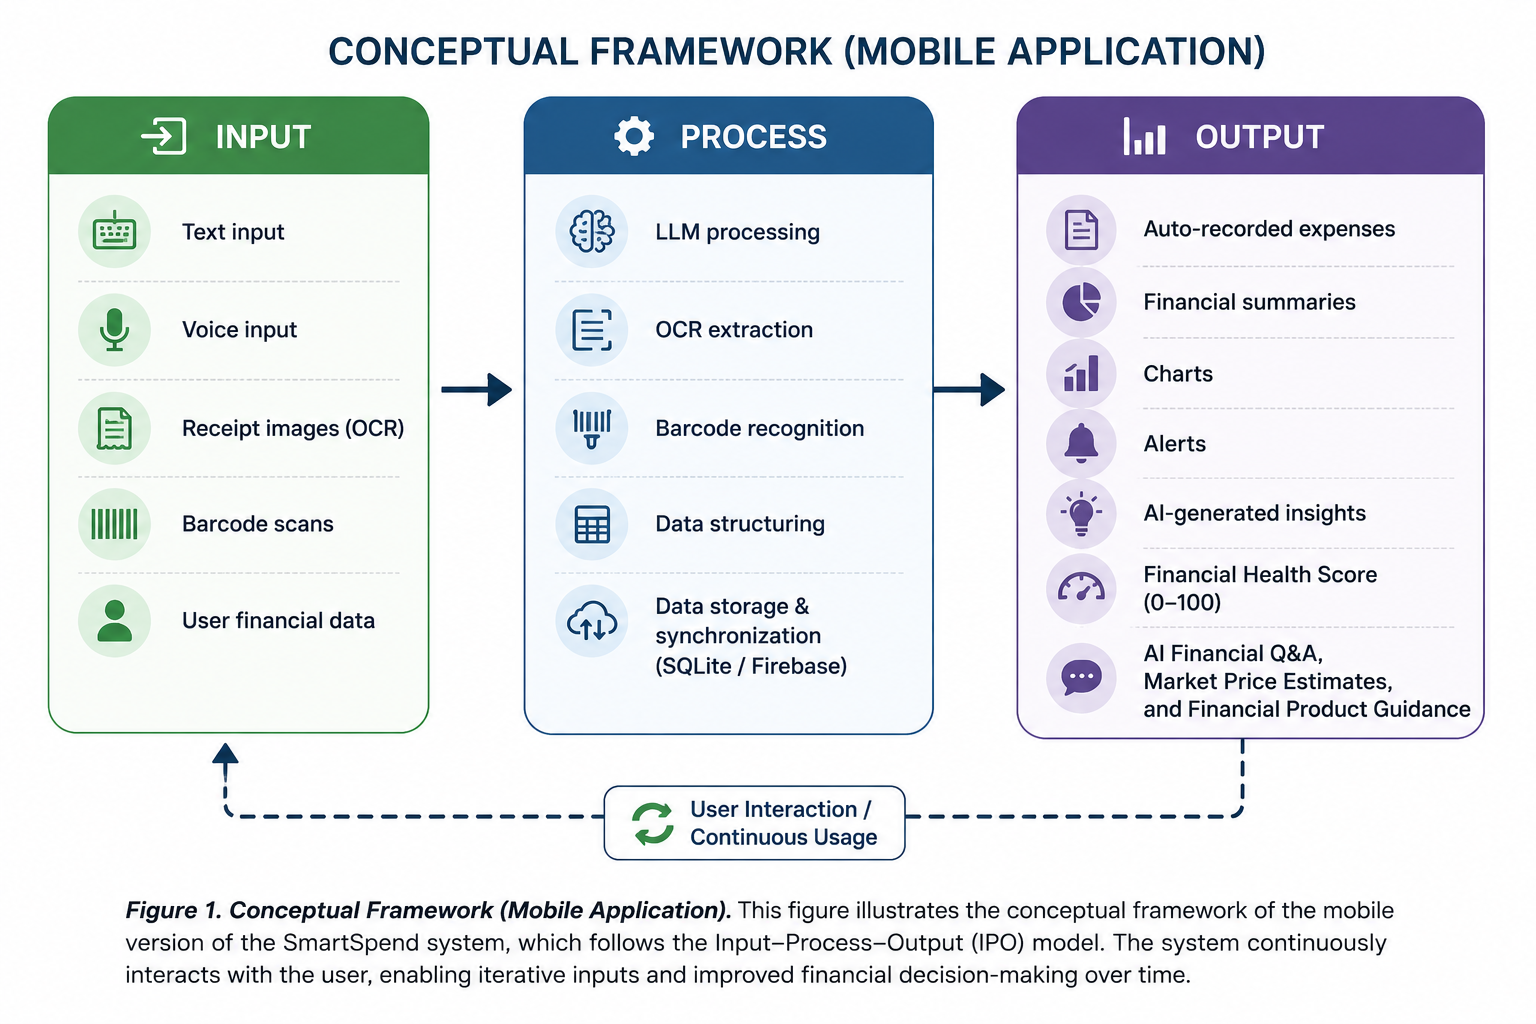 CONCEPTUAL FRAMEWORK (MOBILE APPLICATION)
INPUT
Text input
Voice input
Receipt images (OCR)
Barcode scans
User financial data
PROCESS
LLM processing
OCR extraction
Barcode recognition
Data structuring
Data storage &
synchronization
(SQLite / Firebase)
OUTPUT
Auto-recorded expenses
Financial summaries
Charts
Alerts
AI-generated insights
Financial Health Score
(0–100)
AI Financial Q&A,
Market Price Estimates,
and Financial Product Guidance
User Interaction /
Continuous Usage
Figure 1. Conceptual Framework (Mobile Application). This figure illustrates the conceptual framework of the mobile
version of the SmartSpend system, which follows the Input–Process–Output (IPO) model. The system continuously
interacts with the user, enabling iterative inputs and improved financial decision-making over time.